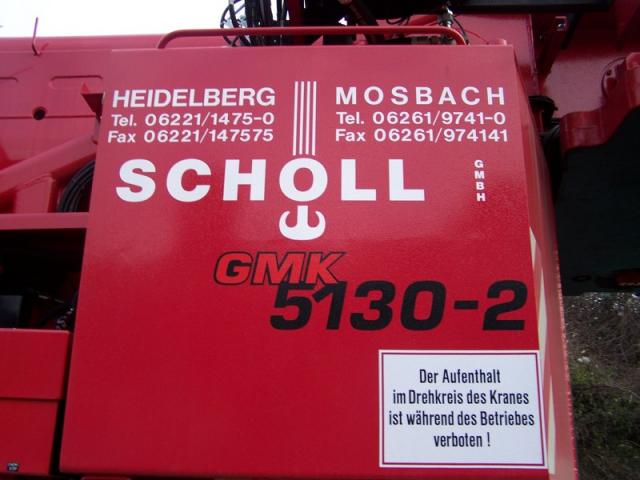 HEIDELBERG
Tel. 06221/1475-0
Fax 06221/147575
MOSBACH
Tel. 06261/9741-0
Fax 06261/974141
SCHOLL GMBH
GMK
5130-2
Der Aufenthalt
im Drehkreis des Kranes
ist während des Betriebes
verboten !